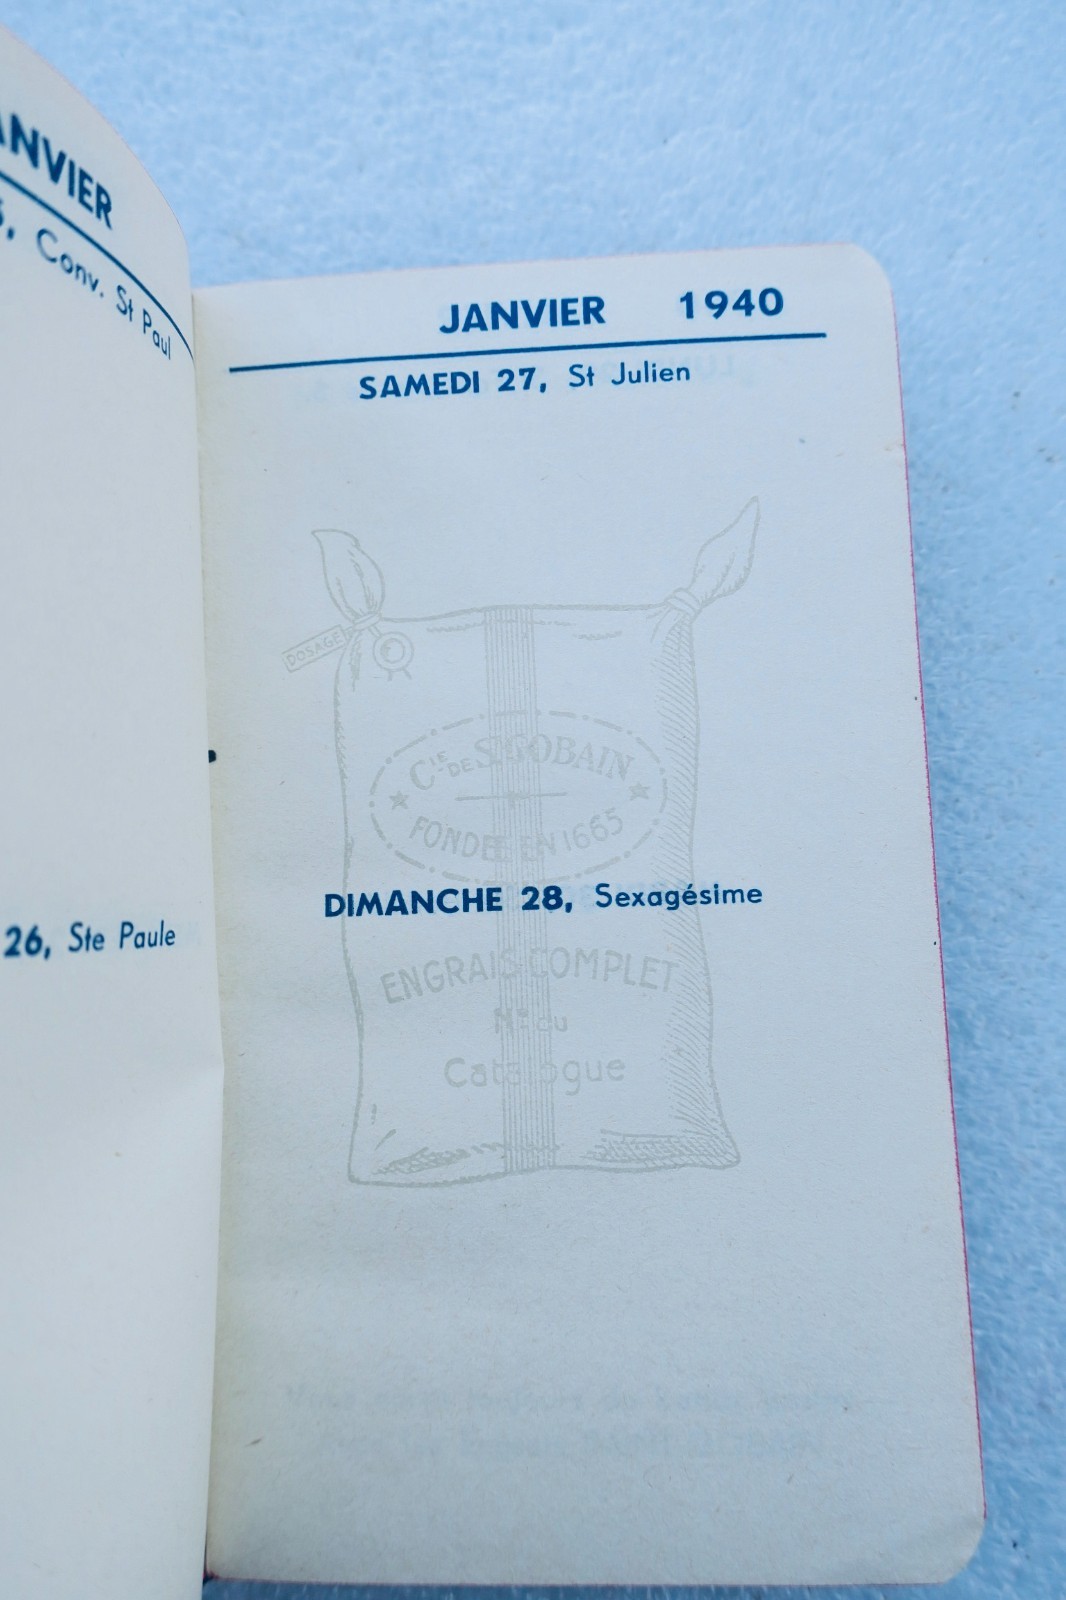 ANVIER
Conv. St Paul
26, Ste Paule
JANVIER 1940
SAMEDI 27, St Julien
DOSAGE
CIE DE ST GOBAIN
FONDÉE EN 1665
DIMANCHE 28, Sexagésime
ENGRAIS COMPLET
No du
Catalogue